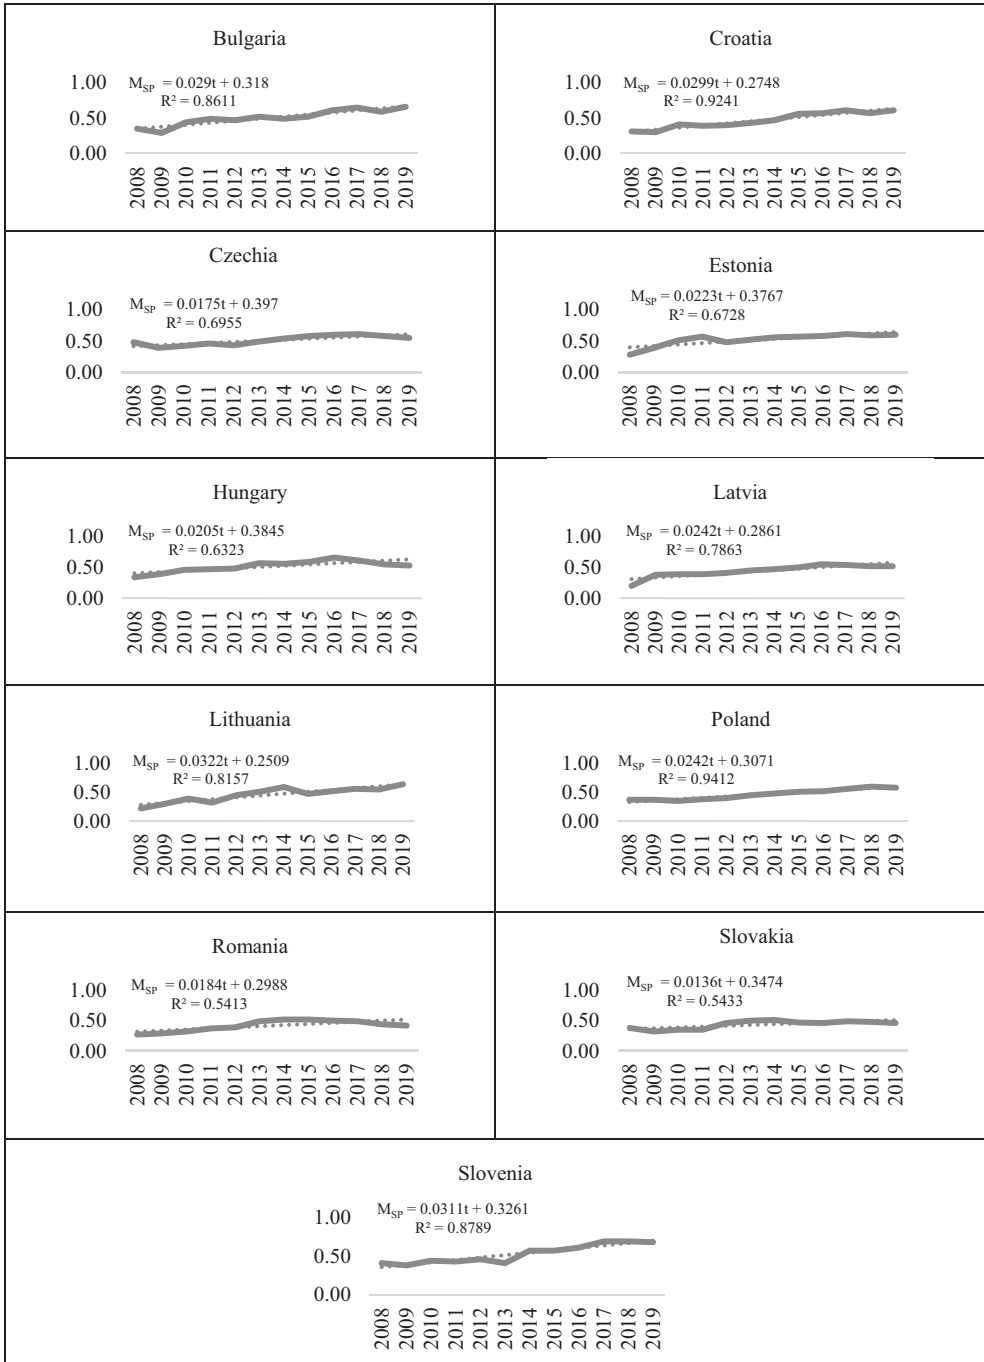 Bulgaria
M_SP = 0.029t + 0.318
R² = 0.8611
1.00
0.50
0.00
2008 2009 2010 2011 2012 2013 2014 2015 2016 2017 2018 2019
Croatia
M_SP = 0.0299t + 0.2748
R² = 0.9241
1.00
0.50
0.00
2008 2009 2010 2011 2012 2013 2014 2015 2016 2017 2018 2019
Czechia
M_SP = 0.0175t + 0.397
R² = 0.6955
1.00
0.50
0.00
2008 2009 2010 2011 2012 2013 2014 2015 2016 2017 2018 2019
Estonia
M_SP = 0.0223t + 0.3767
R² = 0.6728
1.00
0.50
0.00
2008 2009 2010 2011 2012 2013 2014 2015 2016 2017 2018 2019
Hungary
M_SP = 0.0205t + 0.3845
R² = 0.6323
1.00
0.50
0.00
2008 2009 2010 2011 2012 2013 2014 2015 2016 2017 2018 2019
Latvia
M_SP = 0.0242t + 0.2861
R² = 0.7863
1.00
0.50
0.00
2008 2009 2010 2011 2012 2013 2014 2015 2016 2017 2018 2019
Lithuania
M_SP = 0.0322t + 0.2509
R² = 0.8157
1.00
0.50
0.00
2008 2009 2010 2011 2012 2013 2014 2015 2016 2017 2018 2019
Poland
M_SP = 0.0242t + 0.3071
R² = 0.9412
1.00
0.50
0.00
2008 2009 2010 2011 2012 2013 2014 2015 2016 2017 2018 2019
Romania
M_SP = 0.0184t + 0.2988
R² = 0.5413
1.00
0.50
0.00
2008 2009 2010 2011 2012 2013 2014 2015 2016 2017 2018 2019
Slovakia
M_SP = 0.0136t + 0.3474
R² = 0.5433
1.00
0.50
0.00
2008 2009 2010 2011 2012 2013 2014 2015 2016 2017 2018 2019
Slovenia
M_SP = 0.0311t + 0.3261
R² = 0.8789
1.00
0.50
0.00
2008 2009 2010 2011 2012 2013 2014 2015 2016 2017 2018 2019